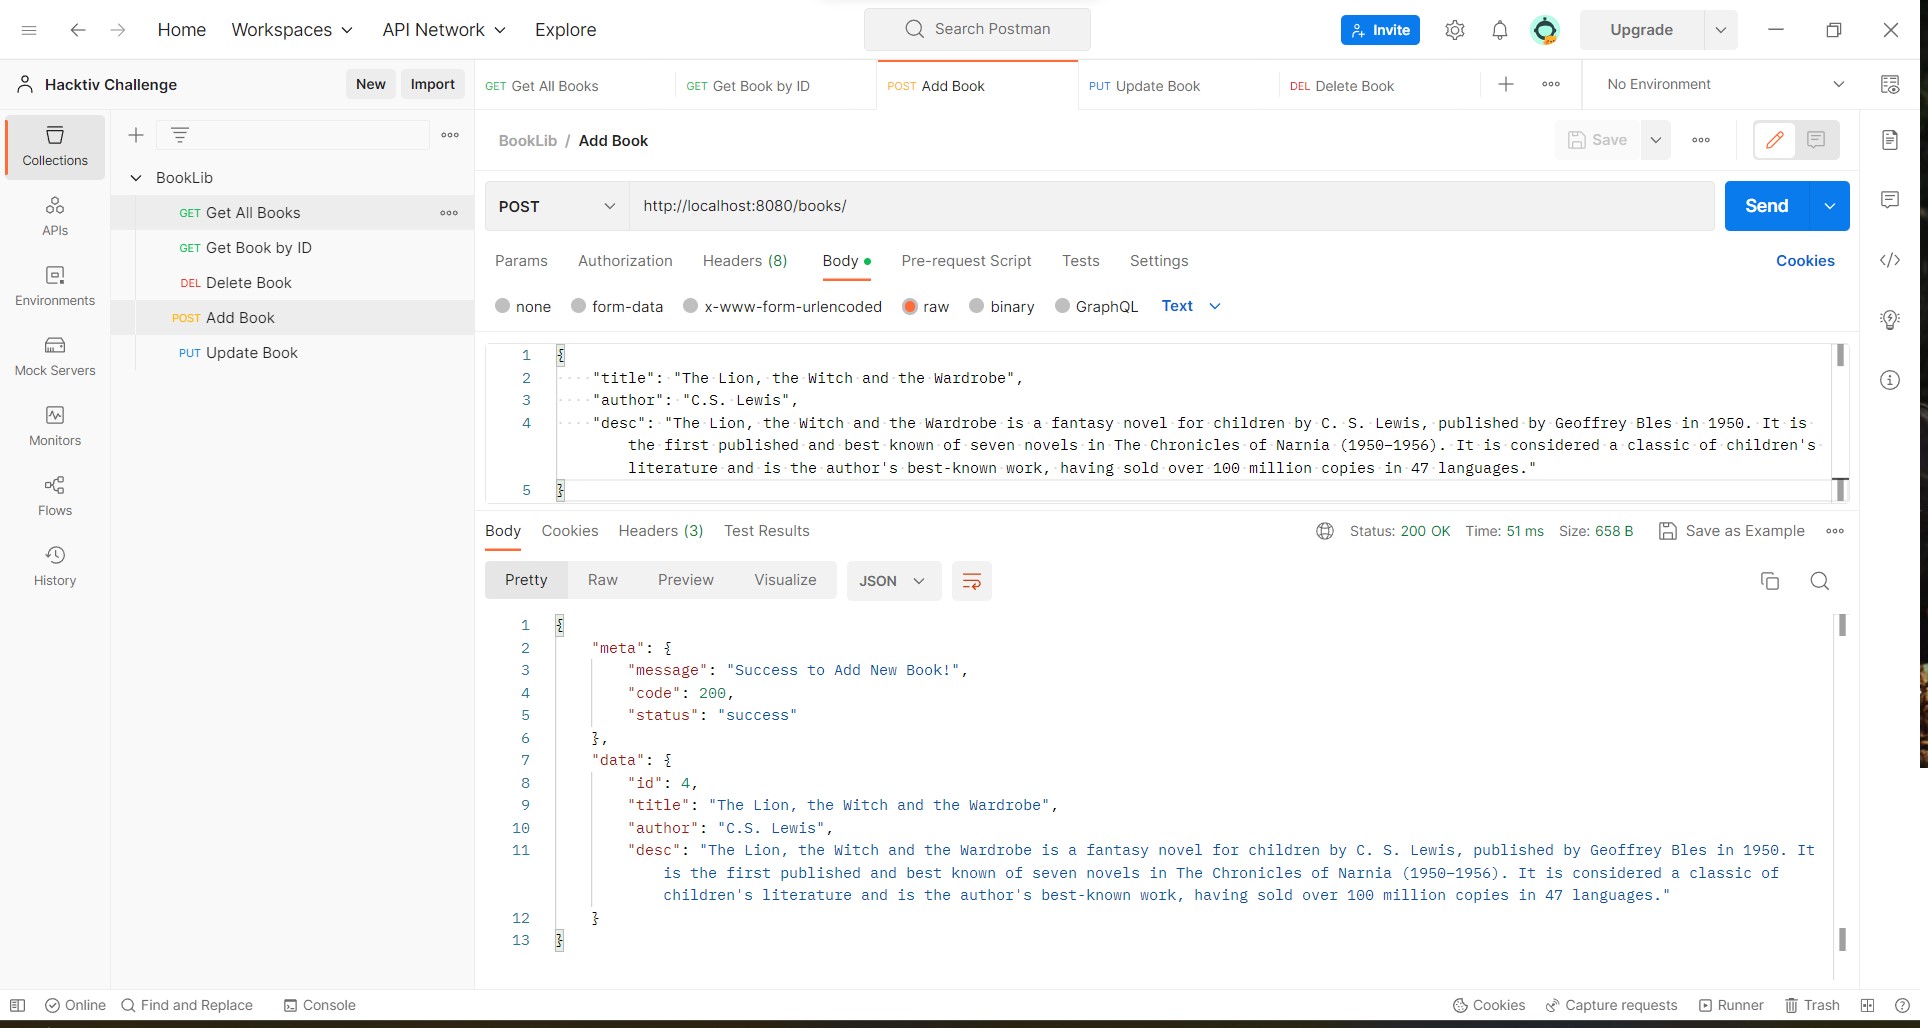 Home Workspaces API Network Explore Search Postman Invite Upgrade
Hacktiv Challenge New Import
GET Get All Books GET Get Book by ID POST Add Book PUT Update Book DEL Delete Book No Environment
Collections
APIs
Environments
Mock Servers
Monitors
Flows
History
BookLib
GET Get All Books
GET Get Book by ID
DEL Delete Book
POST Add Book
PUT Update Book
BookLib / Add Book Save
POST http://localhost:8080/books/ Send
Params Authorization Headers (8) Body Pre-request Script Tests Settings Cookies
none form-data x-www-form-urlencoded raw binary GraphQL Text
1 {
2 "title": "The Lion, the Witch and the Wardrobe",
3 "author": "C.S. Lewis",
4 "desc": "The Lion, the Witch and the Wardrobe is a fantasy novel for children by C. S. Lewis, published by Geoffrey Bles in 1950. It is
the first published and best known of seven novels in The Chronicles of Narnia (1950–1956). It is considered a classic of children's
literature and is the author's best-known work, having sold over 100 million copies in 47 languages."
5 }
Body Cookies Headers (3) Test Results Status: 200 OK Time: 51 ms Size: 658 B Save as Example
Pretty Raw Preview Visualize JSON
1 {
2 "meta": {
3 "message": "Success to Add New Book!",
4 "code": 200,
5 "status": "success"
6 },
7 "data": {
8 "id": 4,
9 "title": "The Lion, the Witch and the Wardrobe",
10 "author": "C.S. Lewis",
11 "desc": "The Lion, the Witch and the Wardrobe is a fantasy novel for children by C. S. Lewis, published by Geoffrey Bles in 1950. It
is the first published and best known of seven novels in The Chronicles of Narnia (1950–1956). It is considered a classic of
children's literature and is the author's best-known work, having sold over 100 million copies in 47 languages."
12 }
13 }
Online Find and Replace Console Cookies Capture requests Runner Trash